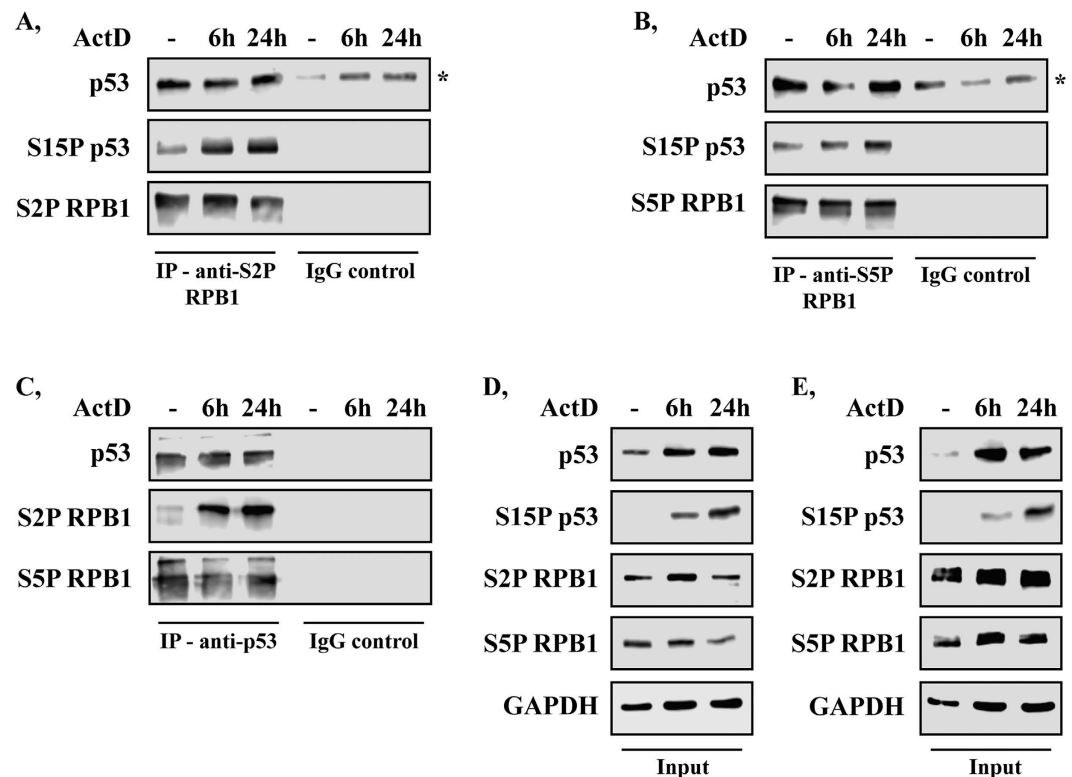 A,
ActD - 6h 24h - 6h 24h
p53 *
S15P p53
S2P RPB1
IP - anti-S2P
RPB1
IgG control
B,
ActD - 6h 24h - 6h 24h
p53 *
S15P p53
S5P RPB1
IP - anti-S5P
RPB1
IgG control
C,
ActD - 6h 24h - 6h 24h
p53
S2P RPB1
S5P RPB1
IP - anti-p53 IgG control
D,
ActD - 6h 24h
p53
S15P p53
S2P RPB1
S5P RPB1
GAPDH
Input
E,
ActD - 6h 24h
p53
S15P p53
S2P RPB1
S5P RPB1
GAPDH
Input